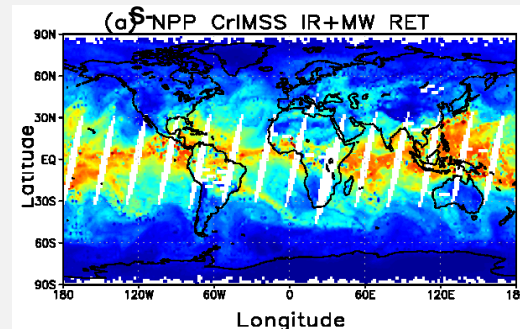 (a)S-NPP CrIMSS IR+MW RET
90N
60N
30N
EQ
30S
60S
90S
Latitude
180 120W 60W 0 60E 120E 180
Longitude